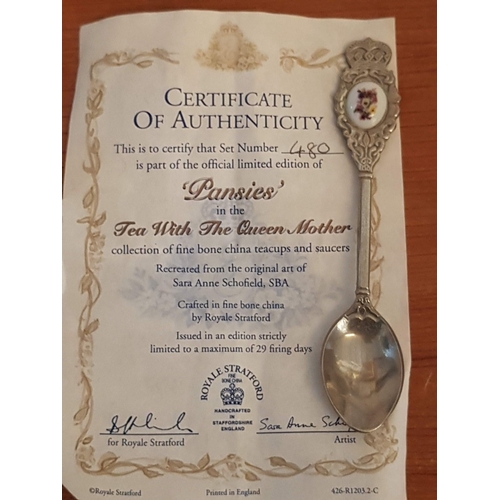 CERTIFICATE
OF AUTHENTICITY
This is to certify that Set Number 480
is part of the official limited edition of
'Pansies'
in the
Tea With The Queen Mother
collection of fine bone china teacups and saucers
Recreated from the original art of
Sara Anne Schofield, SBA
Crafted in fine bone china
by Royale Stratford
Issued in an edition strictly
limited to a maximum of 29 firing days
ROYALE STRATFORD
FINE
BONE CHINA
HANDCRAFTED
IN
STAFFORDSHIRE
ENGLAND
Sara Anne
for Royale Stratford
Artist
©Royale Stratford
Printed in England
426-R1203.2-C